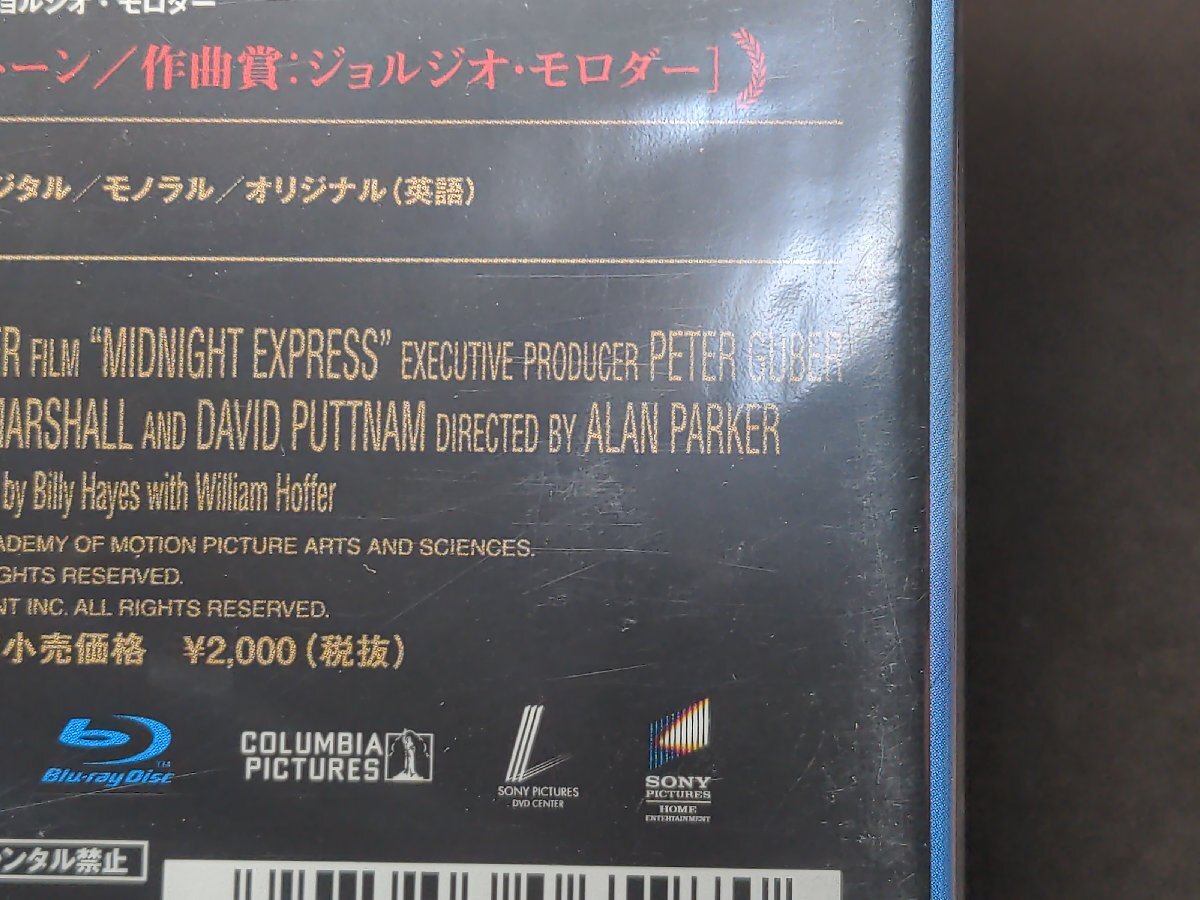 ョルジオ・モロダー
ーン／作曲賞：ジョルジオ・モロダー］
ジタル／モノラル／オリジナル（英語）
ER FILM “MIDNIGHT EXPRESS” EXECUTIVE PRODUCER PETER GUBER
MARSHALL AND DAVID PUTTNAM DIRECTED BY ALAN PARKER
by Billy Hayes with William Hoffer
ADEMY OF MOTION PICTURE ARTS AND SCIENCES.
GHTS RESERVED.
NT INC. ALL RIGHTS RESERVED.
小売価格 ¥2,000（税抜）
Blu-ray Disc™
COLUMBIA PICTURES
SONY PICTURES
DVD CENTER
SONY
PICTURES
HOME
ENTERTAINMENT
レンタル禁止